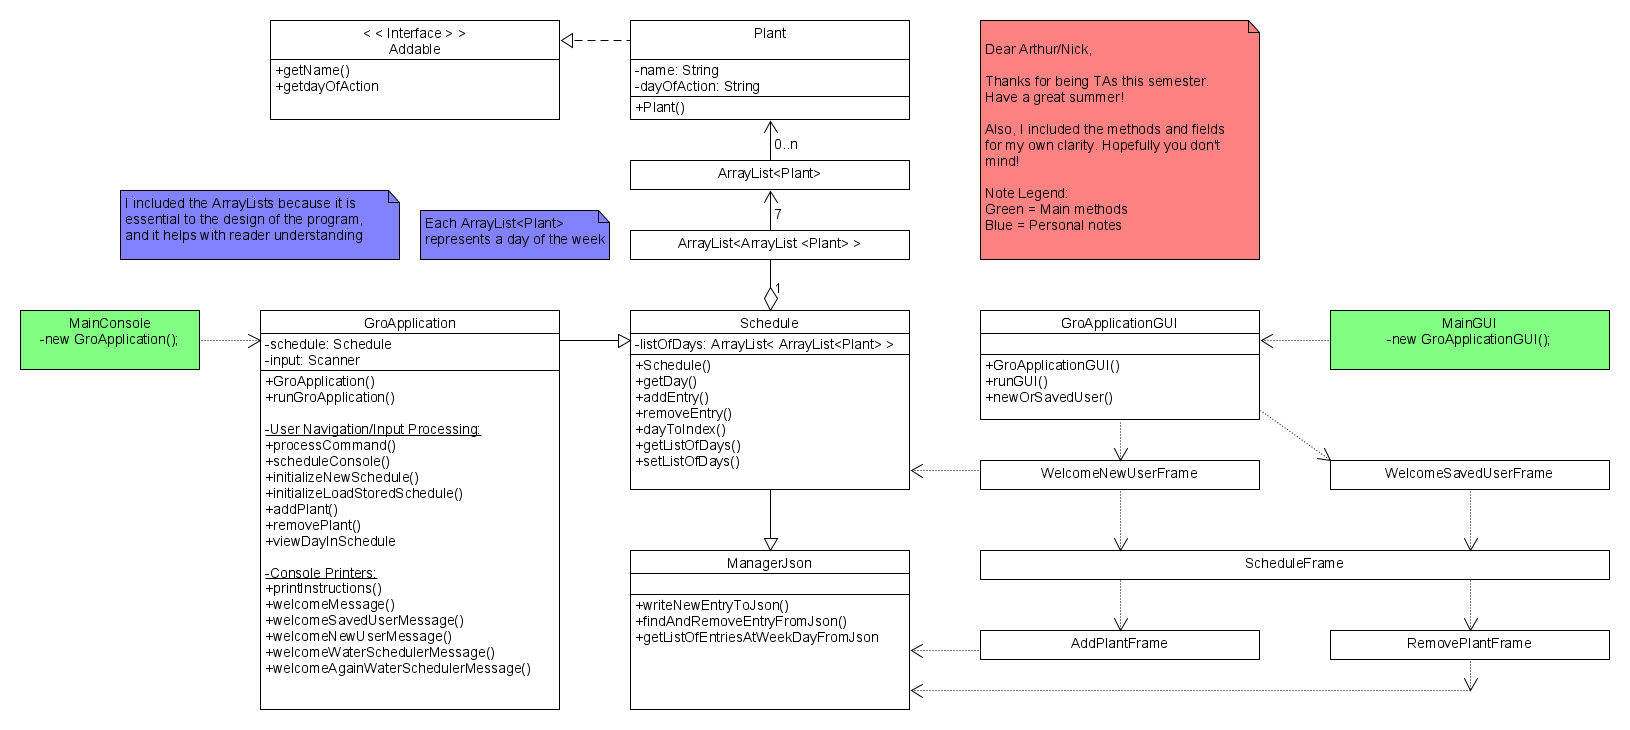 < < Interface > >
Addable
+getName()
+getdayOfAction
Plant
-name: String
-dayOfAction: String
+Plant()
Dear Arthur/Nick,
Thanks for being TAs this semester.
Have a great summer!
Also, I included the methods and fields
for my own clarity. Hopefully you don't
mind!
Note Legend:
Green = Main methods
Blue = Personal notes
0..n
ArrayList<Plant>
7
ArrayList<ArrayList <Plant> >
1
I included the ArrayLists because it is
essential to the design of the program,
and it helps with reader understanding
Each ArrayList<Plant>
represents a day of the week
MainConsole
-new GroApplication();
GroApplication
-schedule: Schedule
-input: Scanner
+GroApplication()
+runGroApplication()
-User Navigation/Input Processing:
+processCommand()
+scheduleConsole()
+initializeNewSchedule()
+initializeLoadStoredSchedule()
+addPlant()
+removePlant()
+viewDayInSchedule
-Console Printers:
+printInstructions()
+welcomeMessage()
+welcomeSavedUserMessage()
+welcomeNewUserMessage()
+welcomeWaterSchedulerMessage()
+welcomeAgainWaterSchedulerMessage()
Schedule
-listOfDays: ArrayList< ArrayList<Plant> >
+Schedule()
+getDay()
+addEntry()
+removeEntry()
+dayToIndex()
+getListOfDays()
+setListOfDays()
ManagerJson
+writeNewEntryToJson()
+findAndRemoveEntryFromJson()
+getListOfEntriesAtWeekDayFromJson
GroApplicationGUI
+GroApplicationGUI()
+runGUI()
+newOrSavedUser()
MainGUI
-new GroApplicationGUI();
WelcomeNewUserFrame
WelcomeSavedUserFrame
ScheduleFrame
AddPlantFrame
RemovePlantFrame